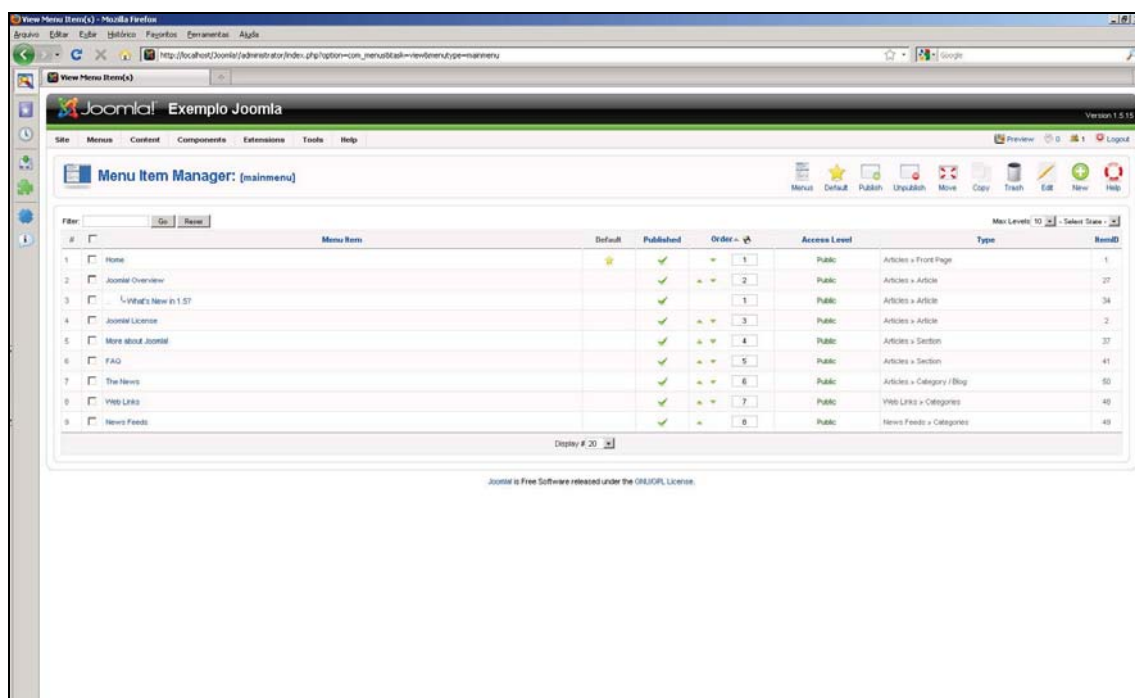 View Menu Item(s) - Mozilla Firefox
Arquivo Editar Exibir Histórico Favoritos Ferramentas Ajuda
http://localhost/Joomla!/administrator/index.php?option=com_menus&task=view&menutype=mainmenu Google
View Menu Item(s)
Joomla! Exemplo Joomla
Version 1.5.15
Site Menus Content Components Extensions Tools Help Preview 0 1 Logout
Menu Item Manager: [mainmenu]
Menus Default Publish Unpublish Move Copy Trash Edit New Help
Filter: Go Reset Max Levels 10 - Select State -
# Menu Item Default Published Order Access Level Type ItemID
1 Home 1 Public Articles » Front Page 1
2 Joomla! Overview 2 Public Articles » Article 27
3 What's New in 1.5? 1 Public Articles » Article 34
4 Joomla! License 3 Public Articles » Article 2
5 More about Joomla! 4 Public Articles » Section 37
6 FAQ 5 Public Articles » Section 41
7 The News 6 Public Articles » Category / Blog 50
8 Web Links 7 Public Web Links » Categories 48
9 News Feeds 8 Public News Feeds » Categories 49
Display # 20
Joomla! is Free Software released under the GNU/GPL License.